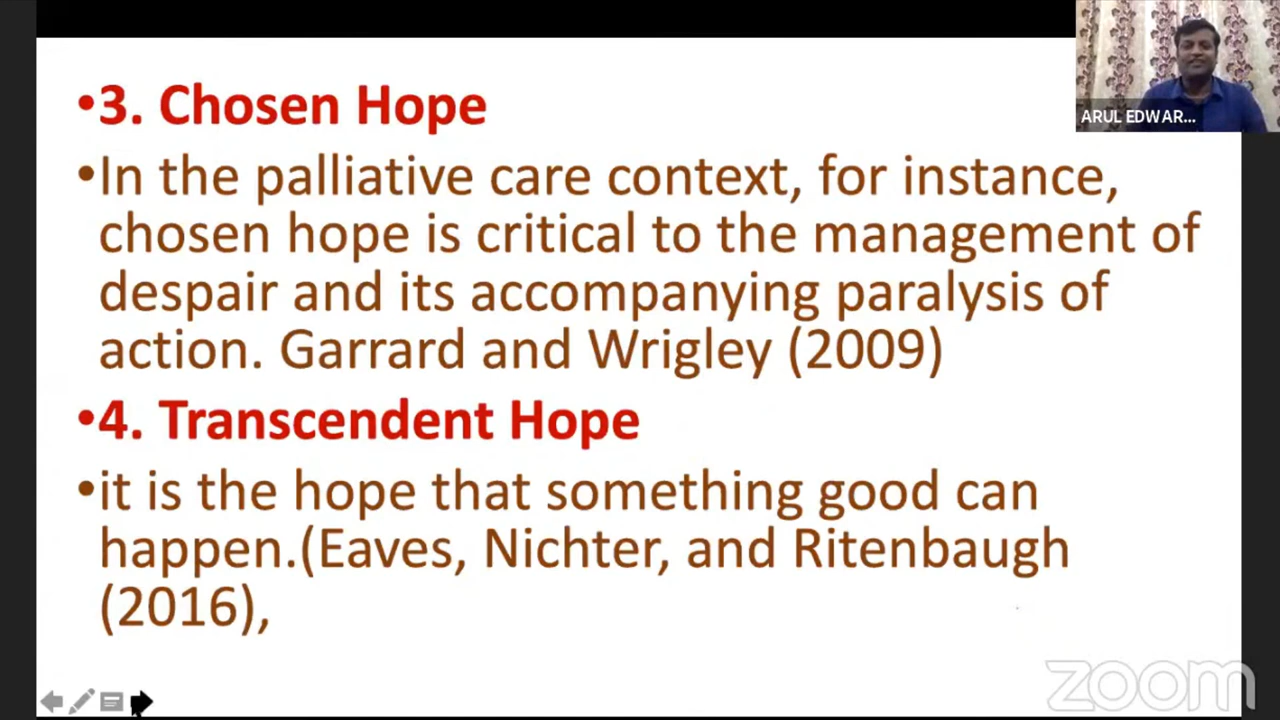 •3. Chosen Hope
•In the palliative care context, for instance,
chosen hope is critical to the management of
despair and its accompanying paralysis of
action. Garrard and Wrigley (2009)
•4. Transcendent Hope
•it is the hope that something good can
happen.(Eaves, Nichter, and Ritenbaugh
(2016),
ARUL EDWAR...
zoom